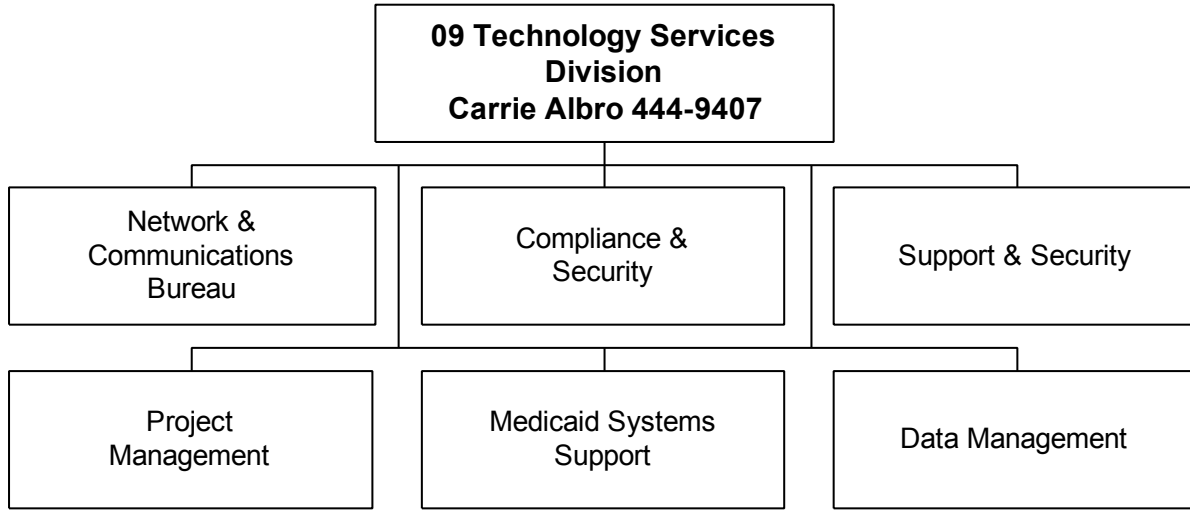 09 Technology Services
Division
Carrie Albro 444-9407
Network &
Communications
Bureau
Compliance &
Security
Support & Security
Project
Management
Medicaid Systems
Support
Data Management